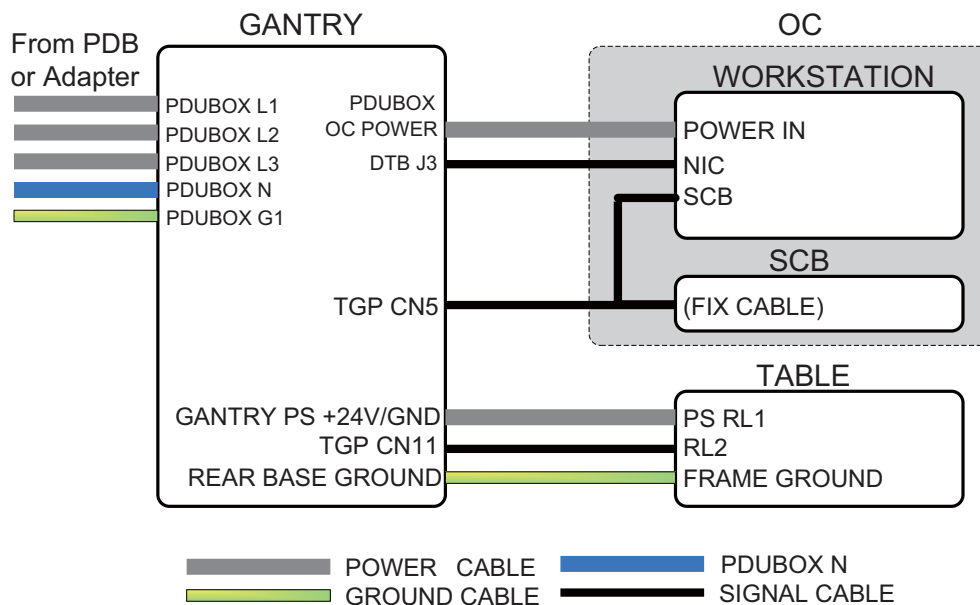 GANTRY
OC
From PDB
or Adapter
WORKSTATION
PDUBOX L1
PDUBOX L2
PDUBOX L3
PDUBOX N
PDUBOX G1
PDUBOX
OC POWER
DTB J3
POWER IN
NIC
SCB
SCB
TGP CN5
(FIX CABLE)
TABLE
GANTRY PS +24V/GND
TGP CN11
REAR BASE GROUND
PS RL1
RL2
FRAME GROUND
POWER CABLE
PDUBOX N
GROUND CABLE
SIGNAL CABLE